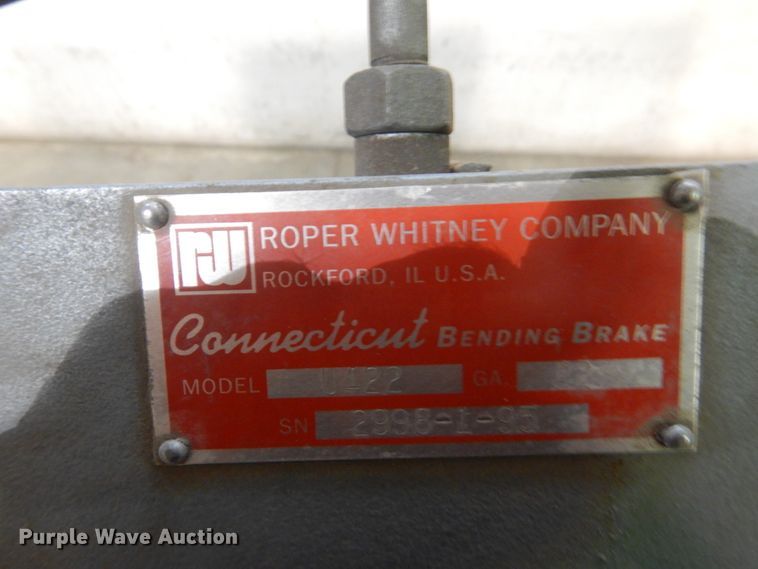 rw ROPER WHITNEY COMPANY
ROCKFORD, IL U.S.A.
Connecticut BENDING BRAKE
MODEL U422 GA. 22
SN 2998-1-95
Purple Wave Auction